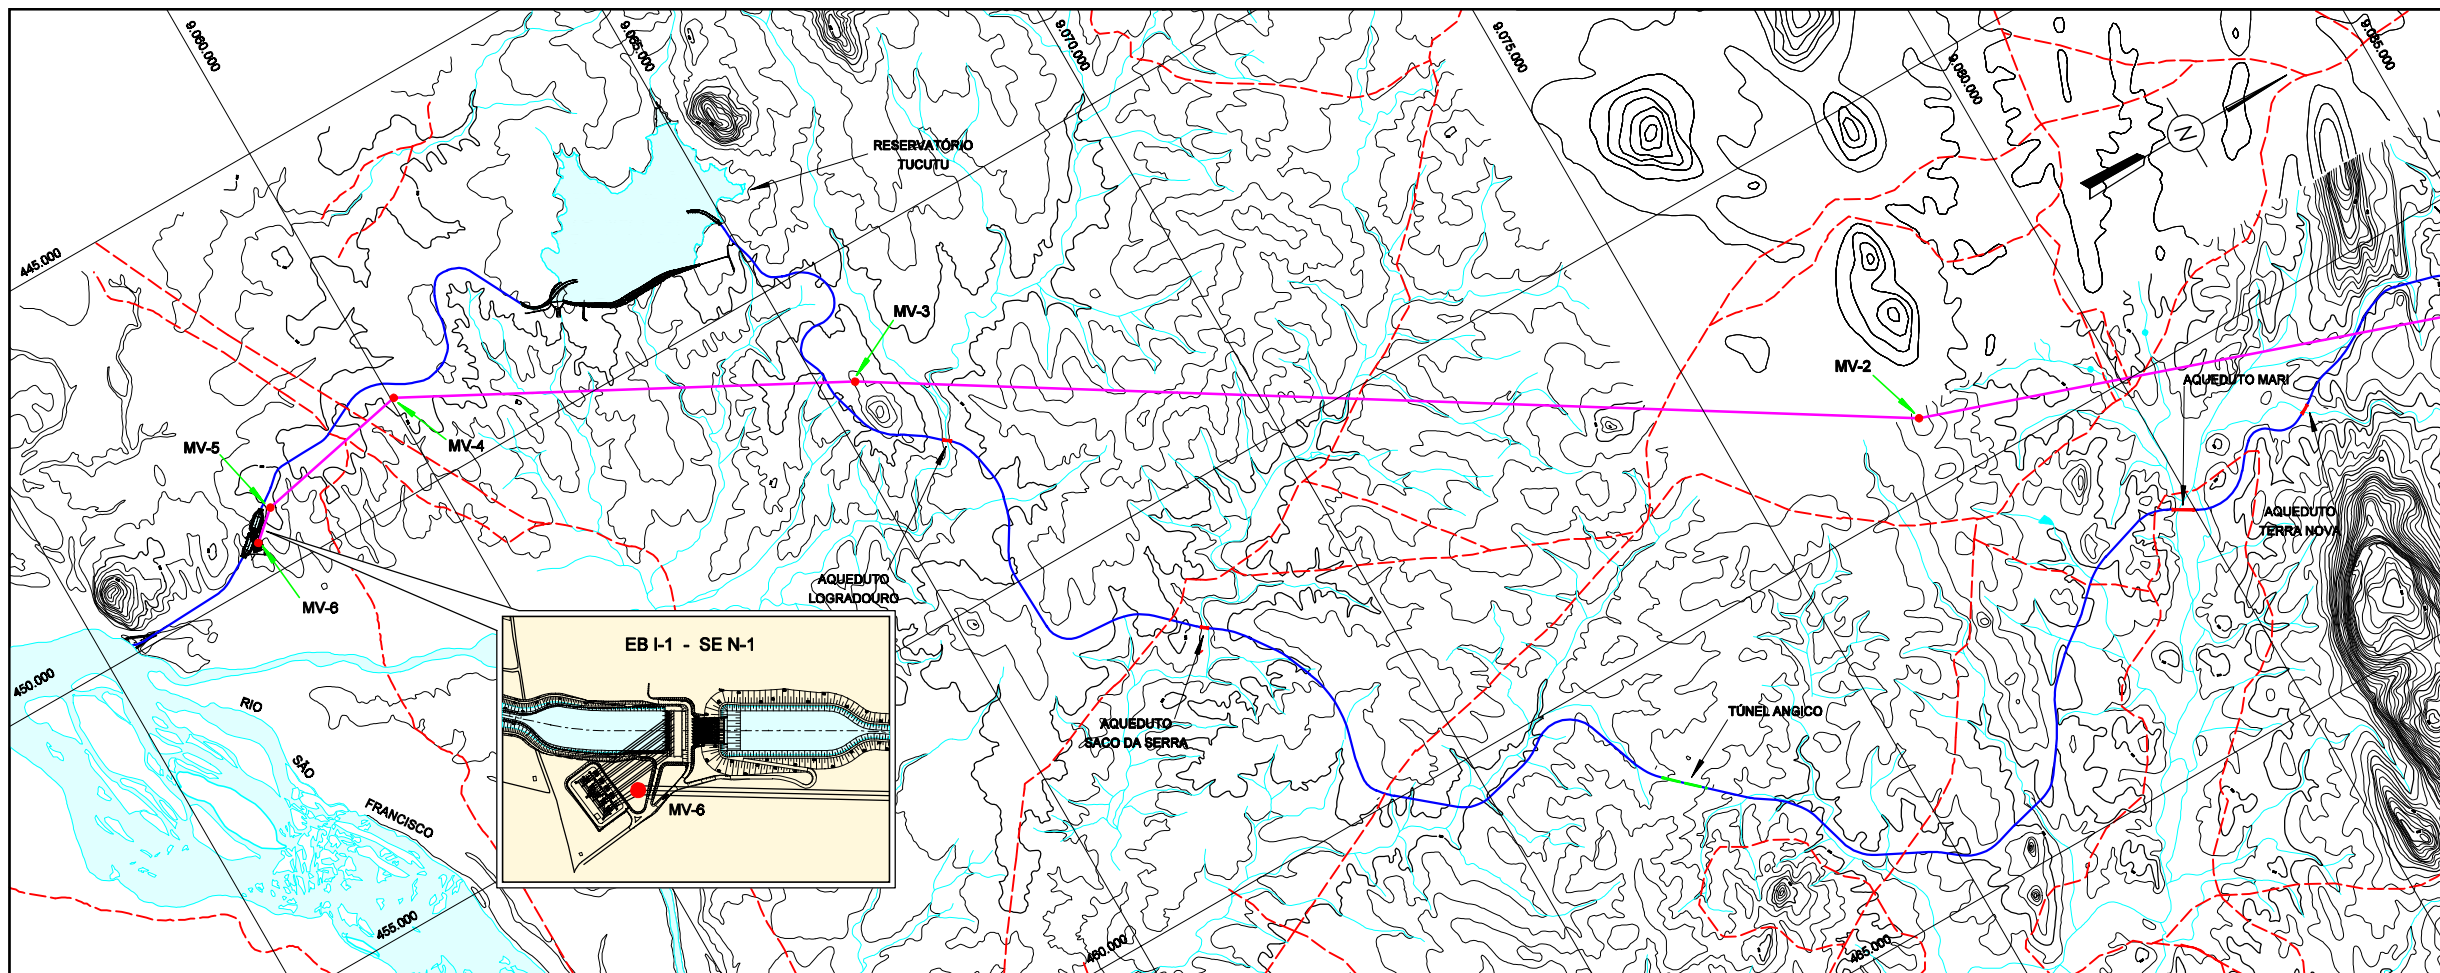 9.060.000
9.065.000
9.070.000
9.075.000
9.080.000
9.085.000
445.000
RESERVATÓRIO
TUCUTU
N
MV-3
MV-2
AQUEDUTO MARI
MV-5
MV-4
AQUEDUTO
TERRA NOVA
AQUEDUTO
LOGRADOURO
MV-6
EB I-1 - SE N-1
MV-6
450.000
RIO
SÃO
FRANCISCO
AQUEDUTO
SACO DA SERRA
TÚNEL ANGICO
455.000
460.000
465.000